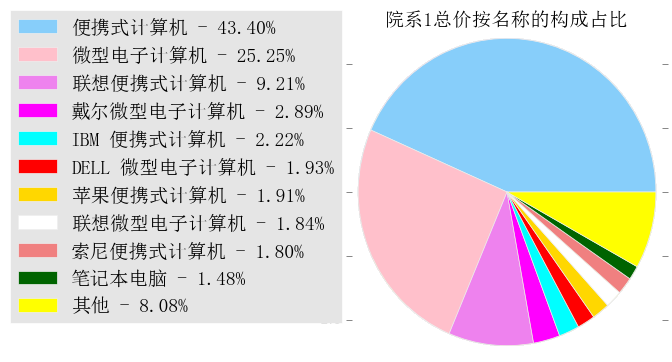 院系1总价按名称的构成占比
便携式计算机 - 43.40%
微型电子计算机 - 25.25%
联想便携式计算机 - 9.21%
戴尔微型电子计算机 - 2.89%
IBM 便携式计算机 - 2.22%
DELL 微型电子计算机 - 1.93%
苹果便携式计算机 - 1.91%
联想微型电子计算机 - 1.84%
索尼便携式计算机 - 1.80%
笔记本电脑 - 1.48%
其他 - 8.08%